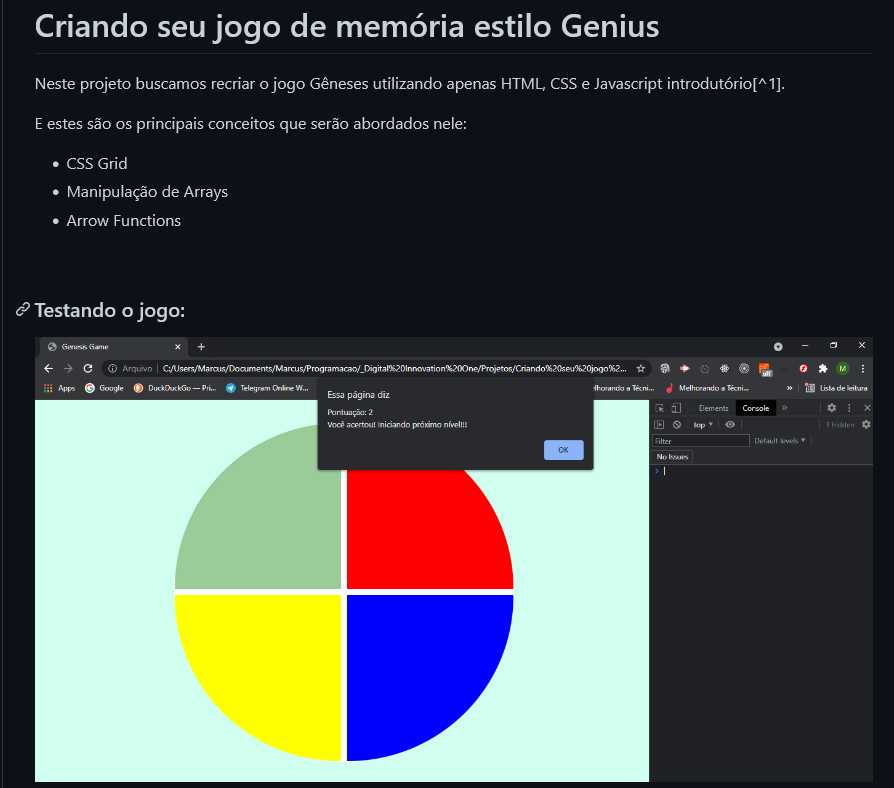 Criando seu jogo de memória estilo Genius
Neste projeto buscamos recriar o jogo Gêneses utilizando apenas HTML, CSS e Javascript introdutório[^1].
E estes são os principais conceitos que serão abordados nele:
CSS Grid
Manipulação de Arrays
Arrow Functions
Testando o jogo:
Genesis Game
Arquivo | C:/Users/Marcus/Documents/Marcus/Programacao/_Digital%20Innovation%20One/Projetos/Criando%20seu%20jogo%2...
off
M
Apps Google DuckDuckGo — Pri... Telegram Online W... Melhorando a Técni... Melhorando a Técni... » Lista de leitura
Essa página diz
Pontuação: 2
Você acertou! Iniciando próximo nível!!!
OK
Elements Console »
top
1 hidden
Filter
Default levels
No Issues